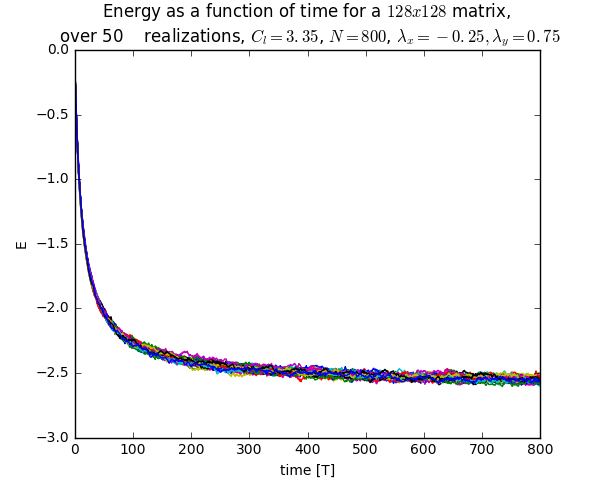 Energy as a function of time for a 128x128 matrix,
over 50    realizations, C_l = 3.35, N = 800, λ_x = −0.25, λ_y = 0.75
0.0
−0.5
−1.0
−1.5
−2.0
−2.5
−3.0
E
0 100 200 300 400 500 600 700 800
time [T]